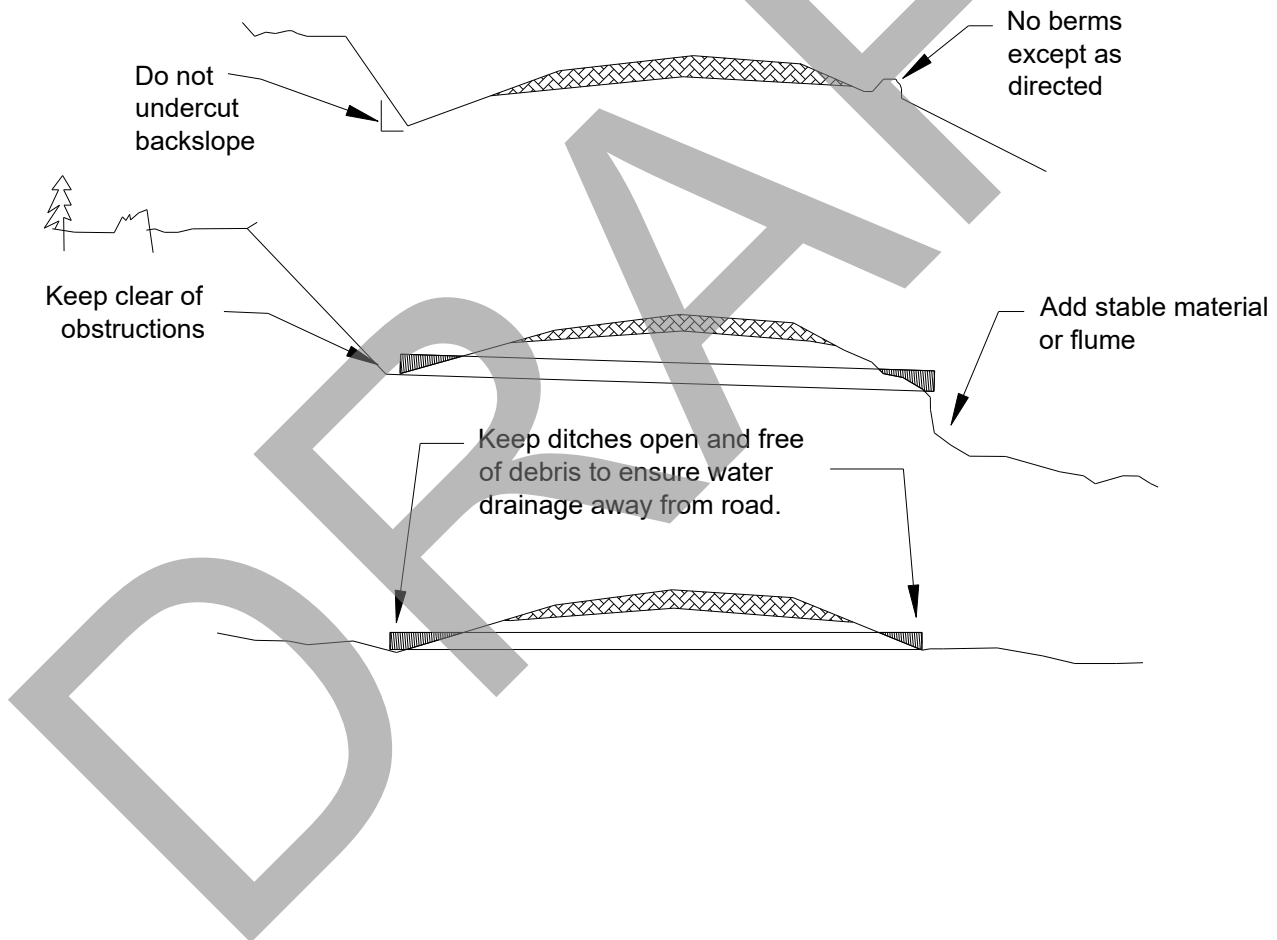 No berms
except as
directed
Do not
undercut
backslope
Keep clear of
obstructions
Add stable material
or flume
Keep ditches open and free
of debris to ensure water
drainage away from road.
DRA